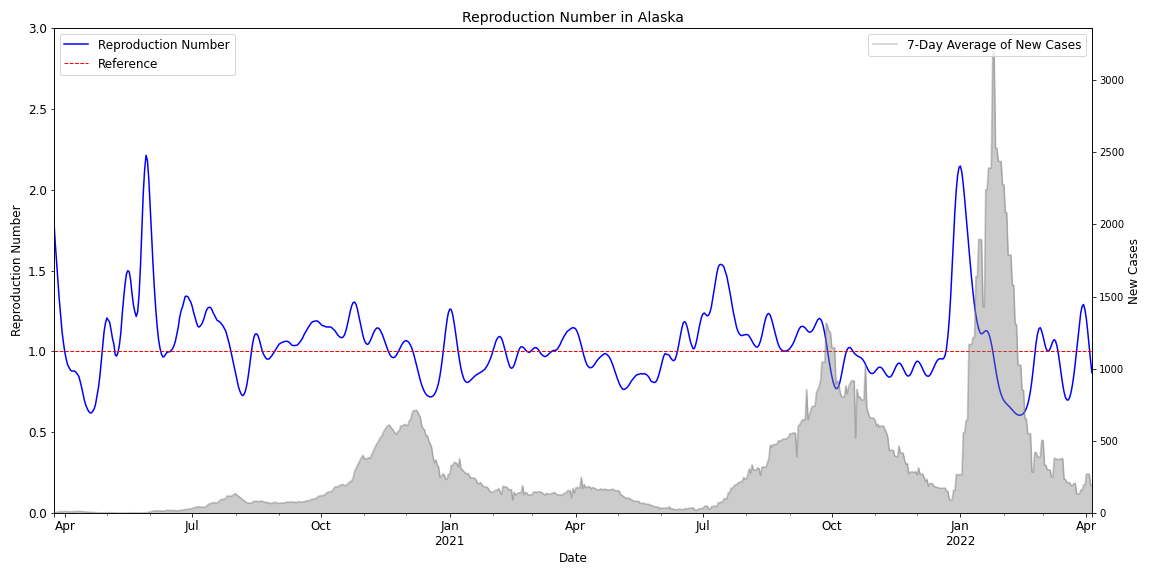 Reproduction Number in Alaska
Reproduction Number
Reference
7-Day Average of New Cases
3.0
2.5
2.0
1.5
1.0
0.5
0.0
Reproduction Number
3000
2500
2000
1500
1000
500
0
New Cases
Apr
Jul
Oct
Jan
2021
Apr
Jul
Oct
Jan
2022
Apr
Date